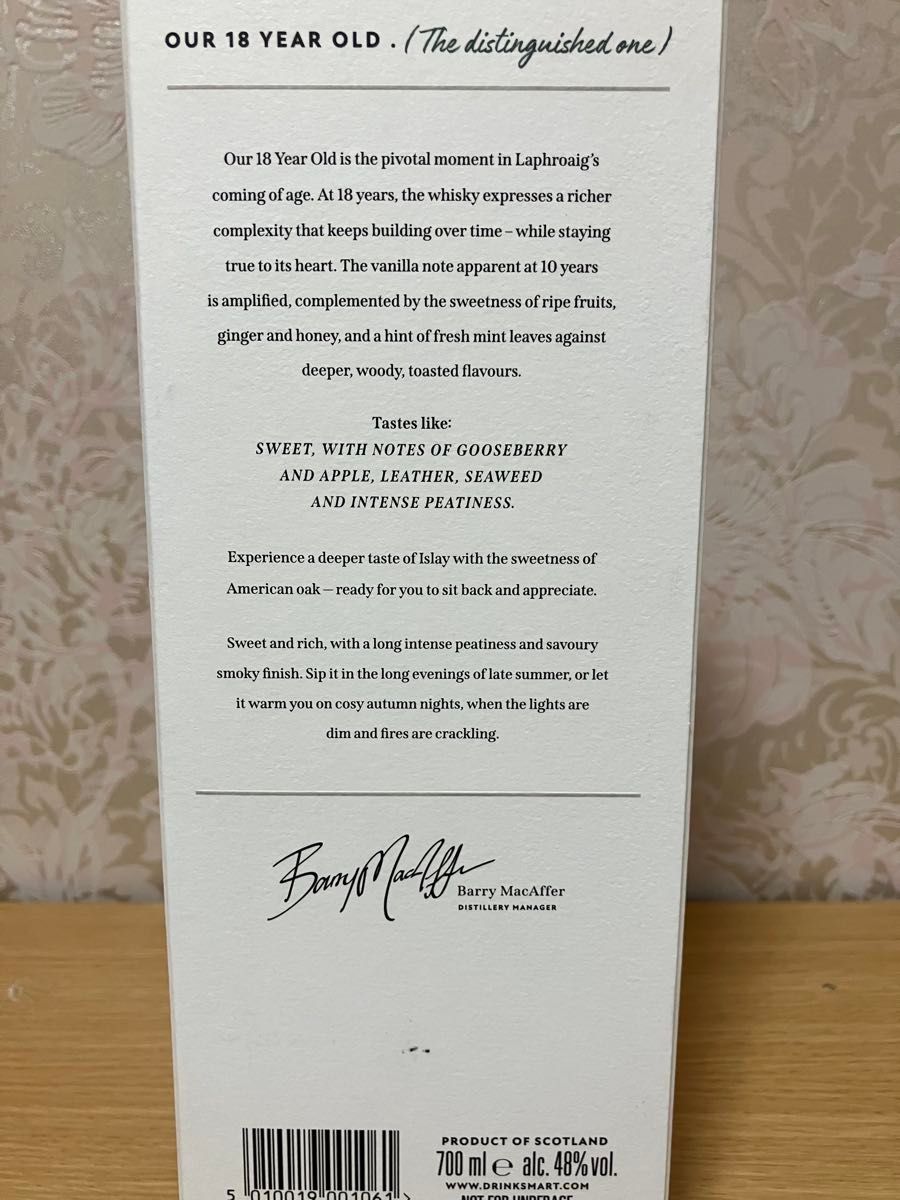 OUR 18 YEAR OLD . (The distinguished one)
Our 18 Year Old is the pivotal moment in Laphroaig’s
coming of age. At 18 years, the whisky expresses a richer
complexity that keeps building over time – while staying
true to its heart. The vanilla note apparent at 10 years
is amplified, complemented by the sweetness of ripe fruits,
ginger and honey, and a hint of fresh mint leaves against
deeper, woody, toasted flavours.
Tastes like:
SWEET, WITH NOTES OF GOOSEBERRY
AND APPLE, LEATHER, SEAWEED
AND INTENSE PEATINESS.
Experience a deeper taste of Islay with the sweetness of
American oak – ready for you to sit back and appreciate.
Sweet and rich, with a long intense peatiness and savoury
smoky finish. Sip it in the long evenings of late summer, or let
it warm you on cosy autumn nights, when the lights are
dim and fires are crackling.
Barry MacAffer
Barry MacAffer
DISTILLERY MANAGER
PRODUCT OF SCOTLAND
700 ml ℮ alc. 48% vol.
WWW.DRINKSMART.COM
NOT FOR UNDERAGE
5 010019 001061 >